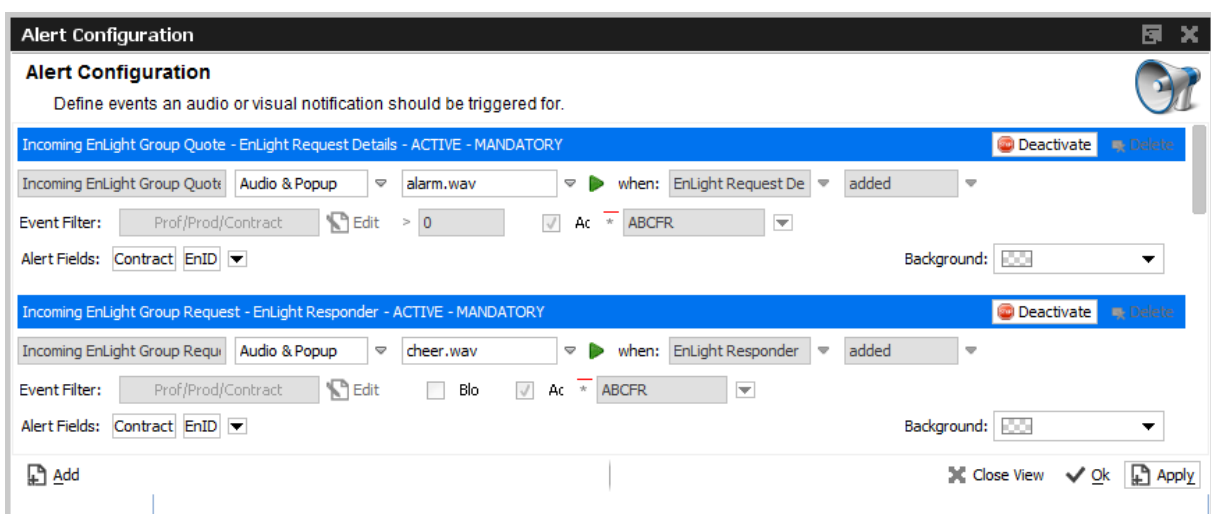 Alert Configuration
Alert Configuration
Define events an audio or visual notification should be triggered for.
Incoming EnLight Group Quote - EnLight Request Details - ACTIVE - MANDATORY Deactivate Delete
Incoming EnLight Group Quote Audio & Popup alarm.wav when: EnLight Request De added
Event Filter: Prof/Prod/Contract Edit > 0 Ac * ABCFR
Alert Fields: Contract EnID Background:
Incoming EnLight Group Request - EnLight Responder - ACTIVE - MANDATORY Deactivate Delete
Incoming EnLight Group Requ Audio & Popup cheer.wav when: EnLight Responder added
Event Filter: Prof/Prod/Contract Edit Blo Ac * ABCFR
Alert Fields: Contract EnID Background:
Add Close View Ok Apply